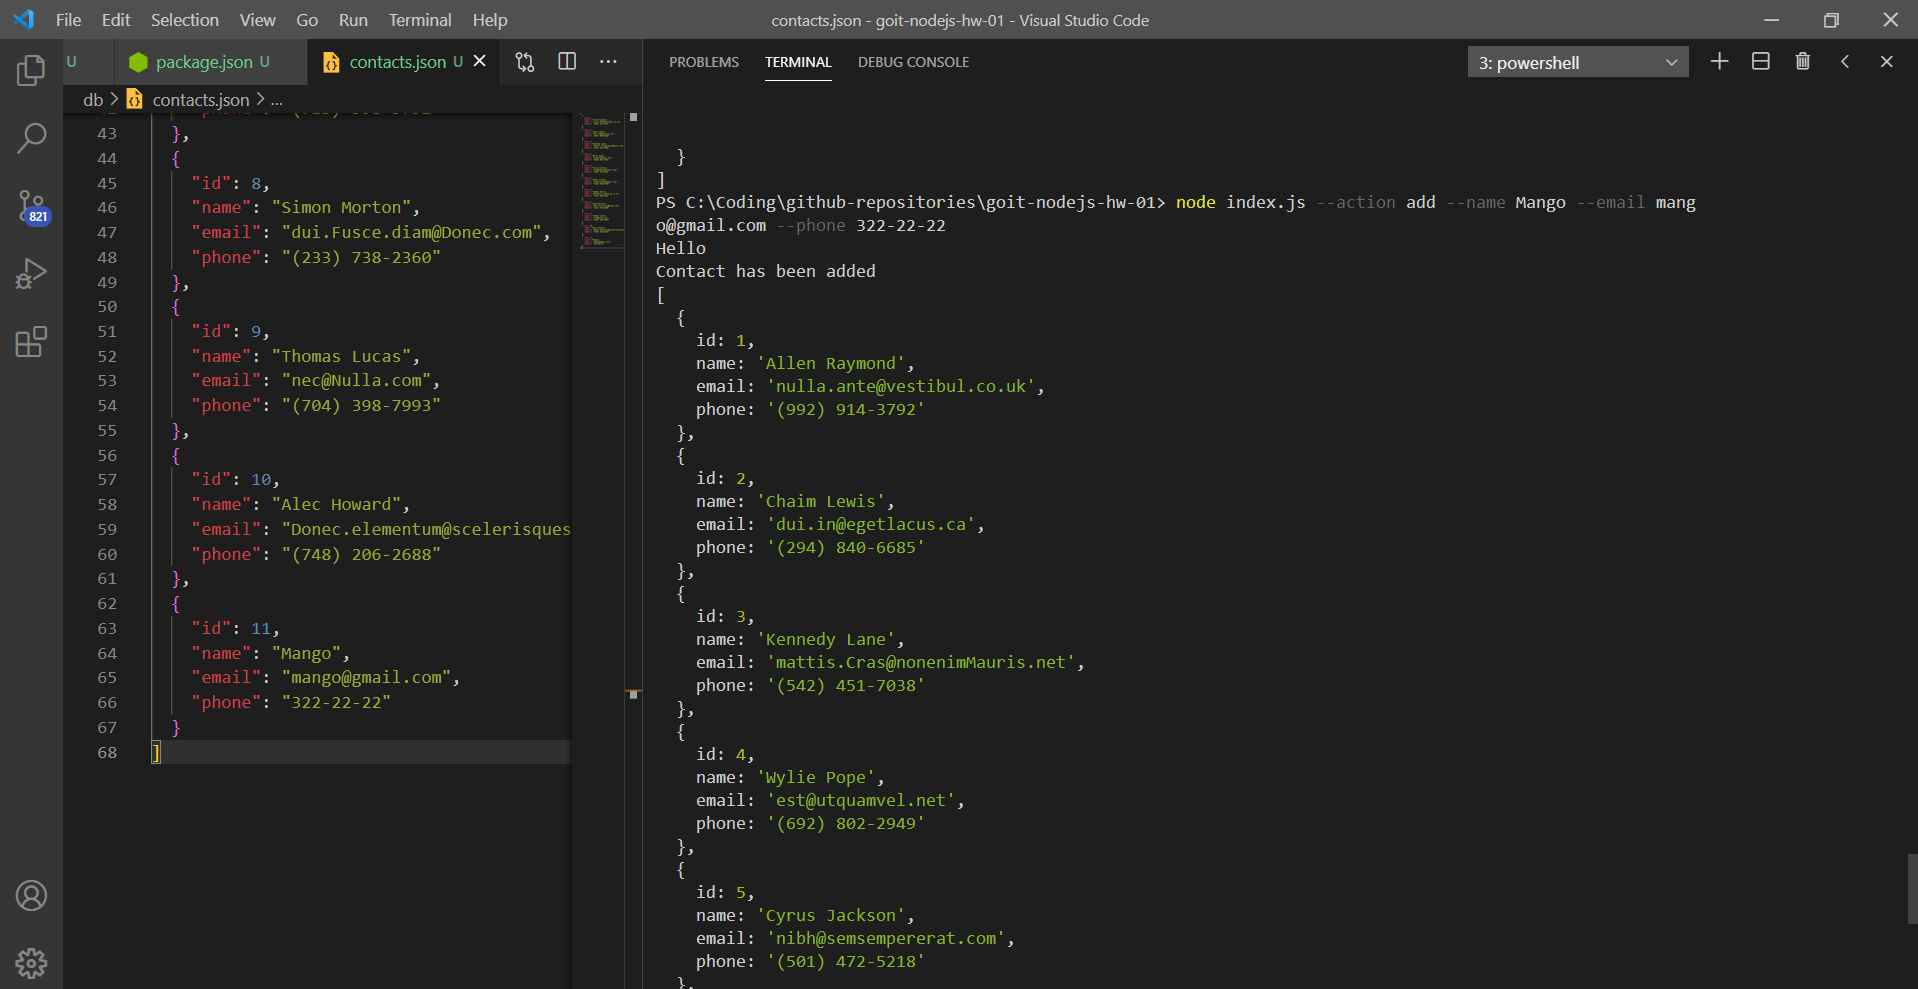 File Edit Selection View Go Run Terminal Help
contacts.json - goit-nodejs-hw-01 - Visual Studio Code
U
package.json U
contacts.json U
db > contacts.json > ...
821
43 },
44 {
45 "id": 8,
46 "name": "Simon Morton",
47 "email": "dui.Fusce.diam@Donec.com",
48 "phone": "(233) 738-2360"
49 },
50 {
51 "id": 9,
52 "name": "Thomas Lucas",
53 "email": "nec@Nulla.com",
54 "phone": "(704) 398-7993"
55 },
56 {
57 "id": 10,
58 "name": "Alec Howard",
59 "email": "Donec.elementum@scelerisques
60 "phone": "(748) 206-2688"
61 },
62 {
63 "id": 11,
64 "name": "Mango",
65 "email": "mango@gmail.com",
66 "phone": "322-22-22"
67 }
68 ]
PROBLEMS TERMINAL DEBUG CONSOLE
3: powershell
}
]
PS C:\Coding\github-repositories\goit-nodejs-hw-01> node index.js --action add --name Mango --email mang
o@gmail.com --phone 322-22-22
Hello
Contact has been added
[
{
id: 1,
name: 'Allen Raymond',
email: 'nulla.ante@vestibul.co.uk',
phone: '(992) 914-3792'
},
{
id: 2,
name: 'Chaim Lewis',
email: 'dui.in@egetlacus.ca',
phone: '(294) 840-6685'
},
{
id: 3,
name: 'Kennedy Lane',
email: 'mattis.Cras@nonenimMauris.net',
phone: '(542) 451-7038'
},
{
id: 4,
name: 'Wylie Pope',
email: 'est@utquamvel.net',
phone: '(692) 802-2949'
},
{
id: 5,
name: 'Cyrus Jackson',
email: 'nibh@semsempererat.com',
phone: '(501) 472-5218'
},